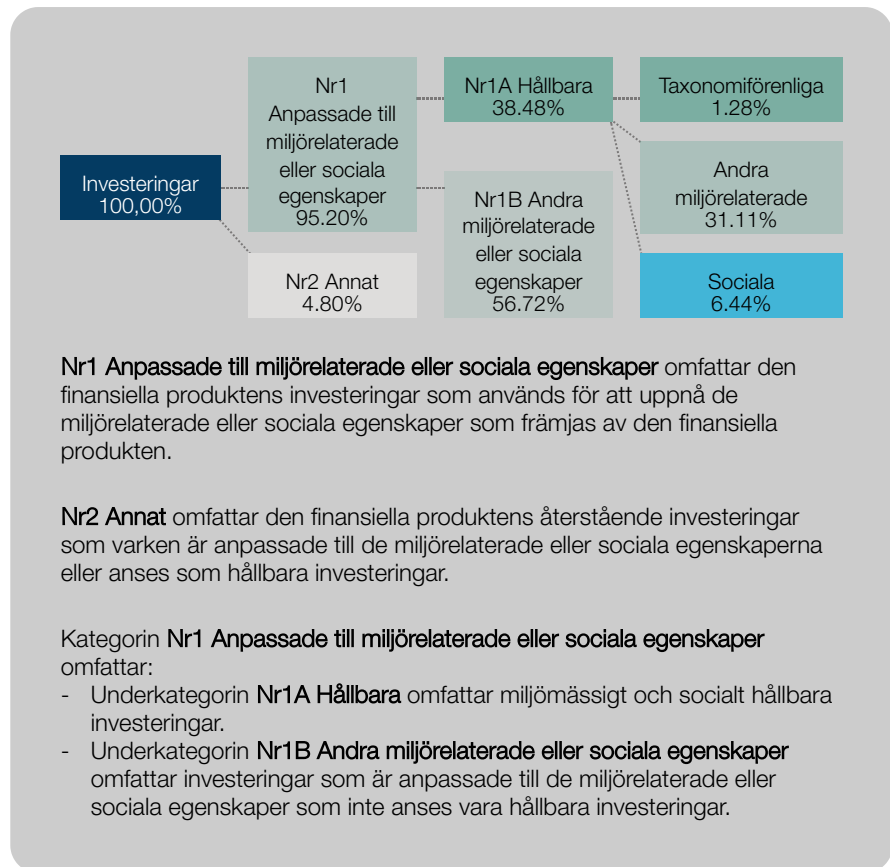 Investeringar
100,00%
Nr1
Anpassade till
miljörelaterade
eller sociala
egenskaper
95.20%
Nr2 Annat
4.80%
Nr1A Hållbara
38.48%
Nr1B Andra
miljörelaterade
eller sociala
egenskaper
56.72%
Taxonomiförenliga
1.28%
Andra
miljörelaterade
31.11%
Sociala
6.44%
Nr1 Anpassade till miljörelaterade eller sociala egenskaper omfattar den
finansiella produktens investeringar som används för att uppnå de
miljörelaterade eller sociala egenskaper som främjas av den finansiella
produkten.
Nr2 Annat omfattar den finansiella produktens återstående investeringar
som varken är anpassade till de miljörelaterade eller sociala egenskaperna
eller anses som hållbara investeringar.
Kategorin Nr1 Anpassade till miljörelaterade eller sociala egenskaper
omfattar:
- Underkategorin Nr1A Hållbara omfattar miljömässigt och socialt hållbara
investeringar.
- Underkategorin Nr1B Andra miljörelaterade eller sociala egenskaper
omfattar investeringar som är anpassade till de miljörelaterade eller
sociala egenskaper som inte anses vara hållbara investeringar.